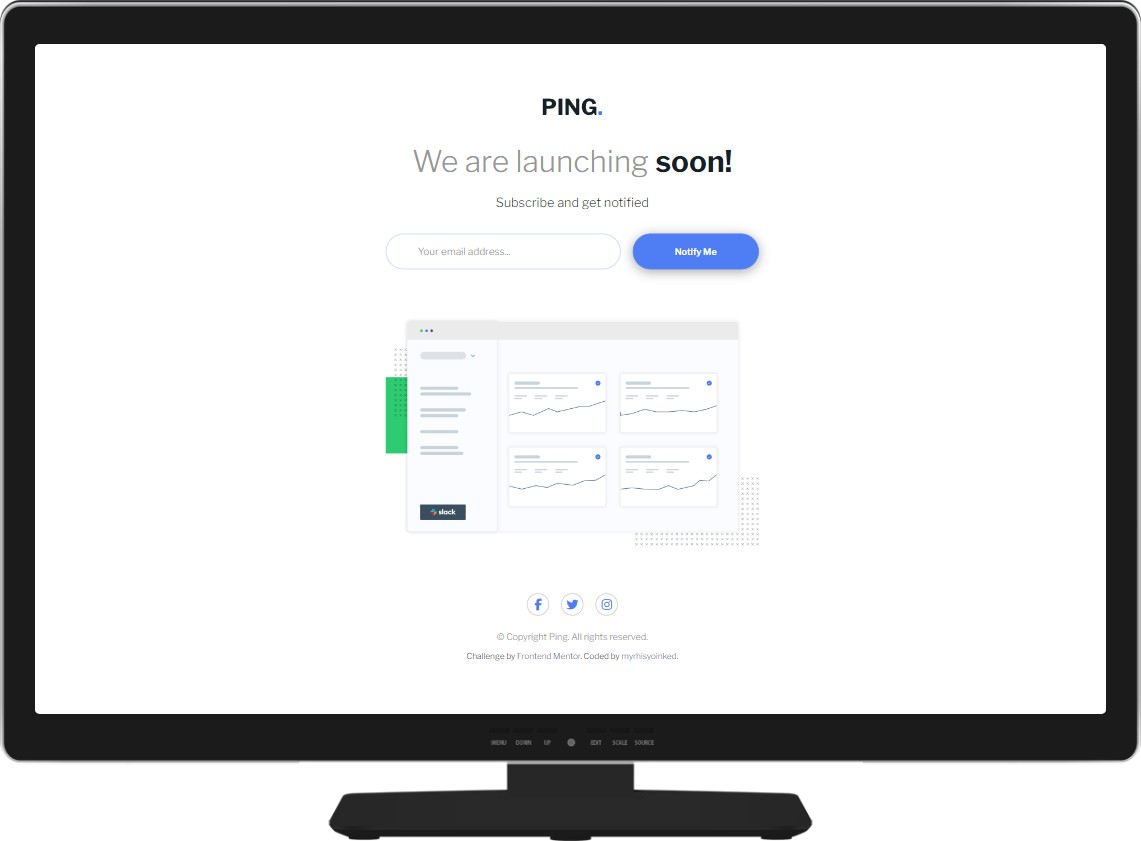 PING.
We are launching soon!
Subscribe and get notified
Your email address...
Notify Me
slack
© Copyright Ping. All rights reserved.
Challenge by Frontend Mentor. Coded by myrhisyoinked.
MENU DOWN UP EXIT SCALE SOURCE